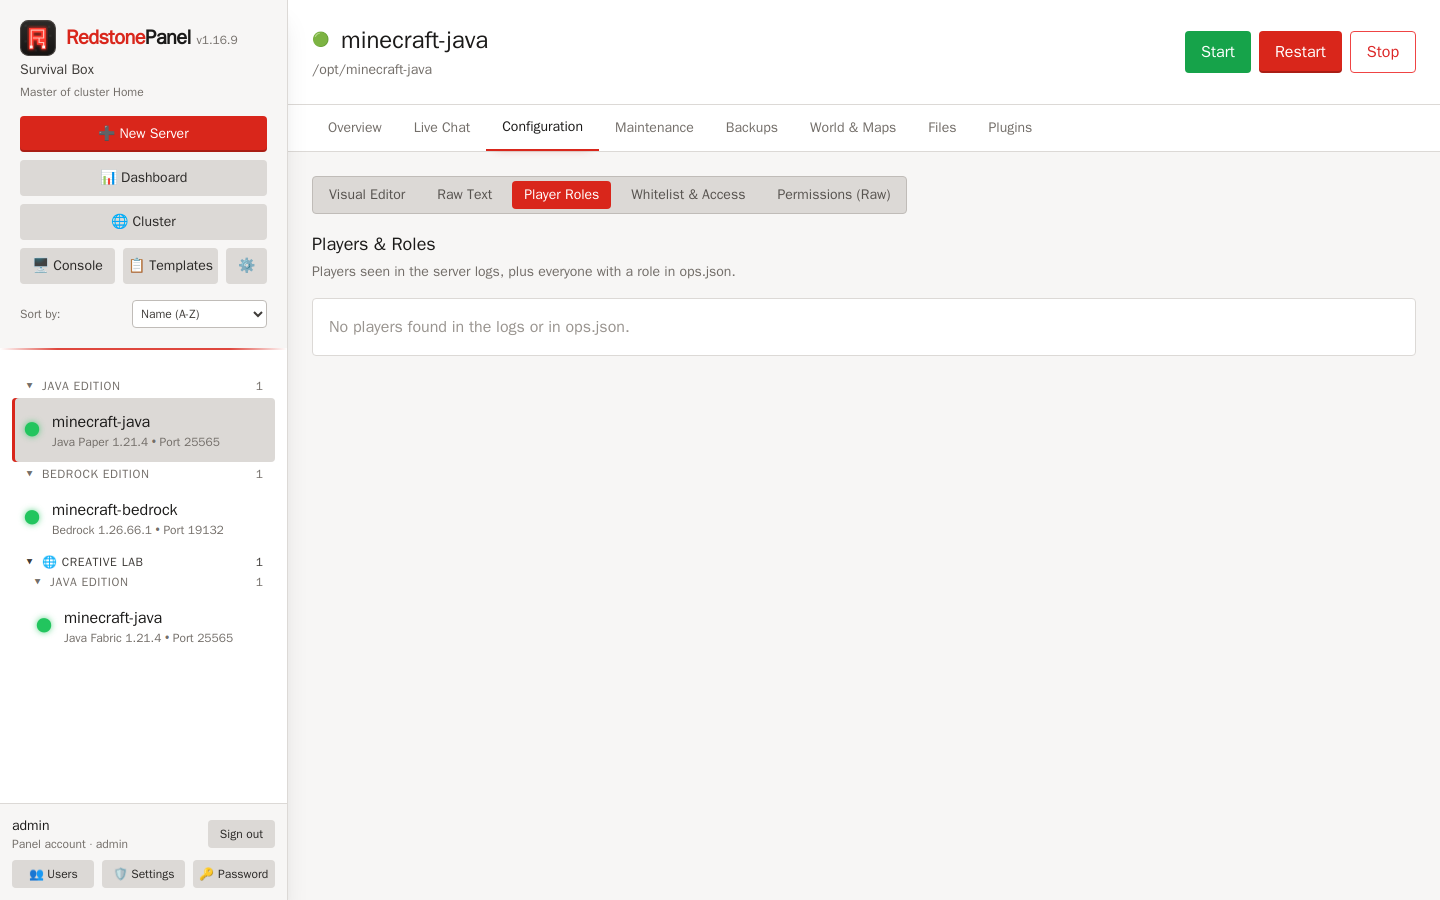 RedstonePanel v1.16.9
Survival Box
Master of cluster Home
➕ New Server
📊 Dashboard
🌐 Cluster
🖥️ Console 📋 Templates ⚙️
Sort by: Name (A-Z)
▼ JAVA EDITION 1
minecraft-java
Java Paper 1.21.4 • Port 25565
▼ BEDROCK EDITION 1
minecraft-bedrock
Bedrock 1.26.66.1 • Port 19132
▼ 🌐 CREATIVE LAB 1
▼ JAVA EDITION 1
minecraft-java
Java Fabric 1.21.4 • Port 25565
admin
Panel account · admin
Sign out
👥 Users 🛡️ Settings 🔑 Password
minecraft-java
/opt/minecraft-java
Start Restart Stop
Overview Live Chat Configuration Maintenance Backups World & Maps Files Plugins
Visual Editor Raw Text Player Roles Whitelist & Access Permissions (Raw)
Players & Roles
Players seen in the server logs, plus everyone with a role in ops.json.
No players found in the logs or in ops.json.